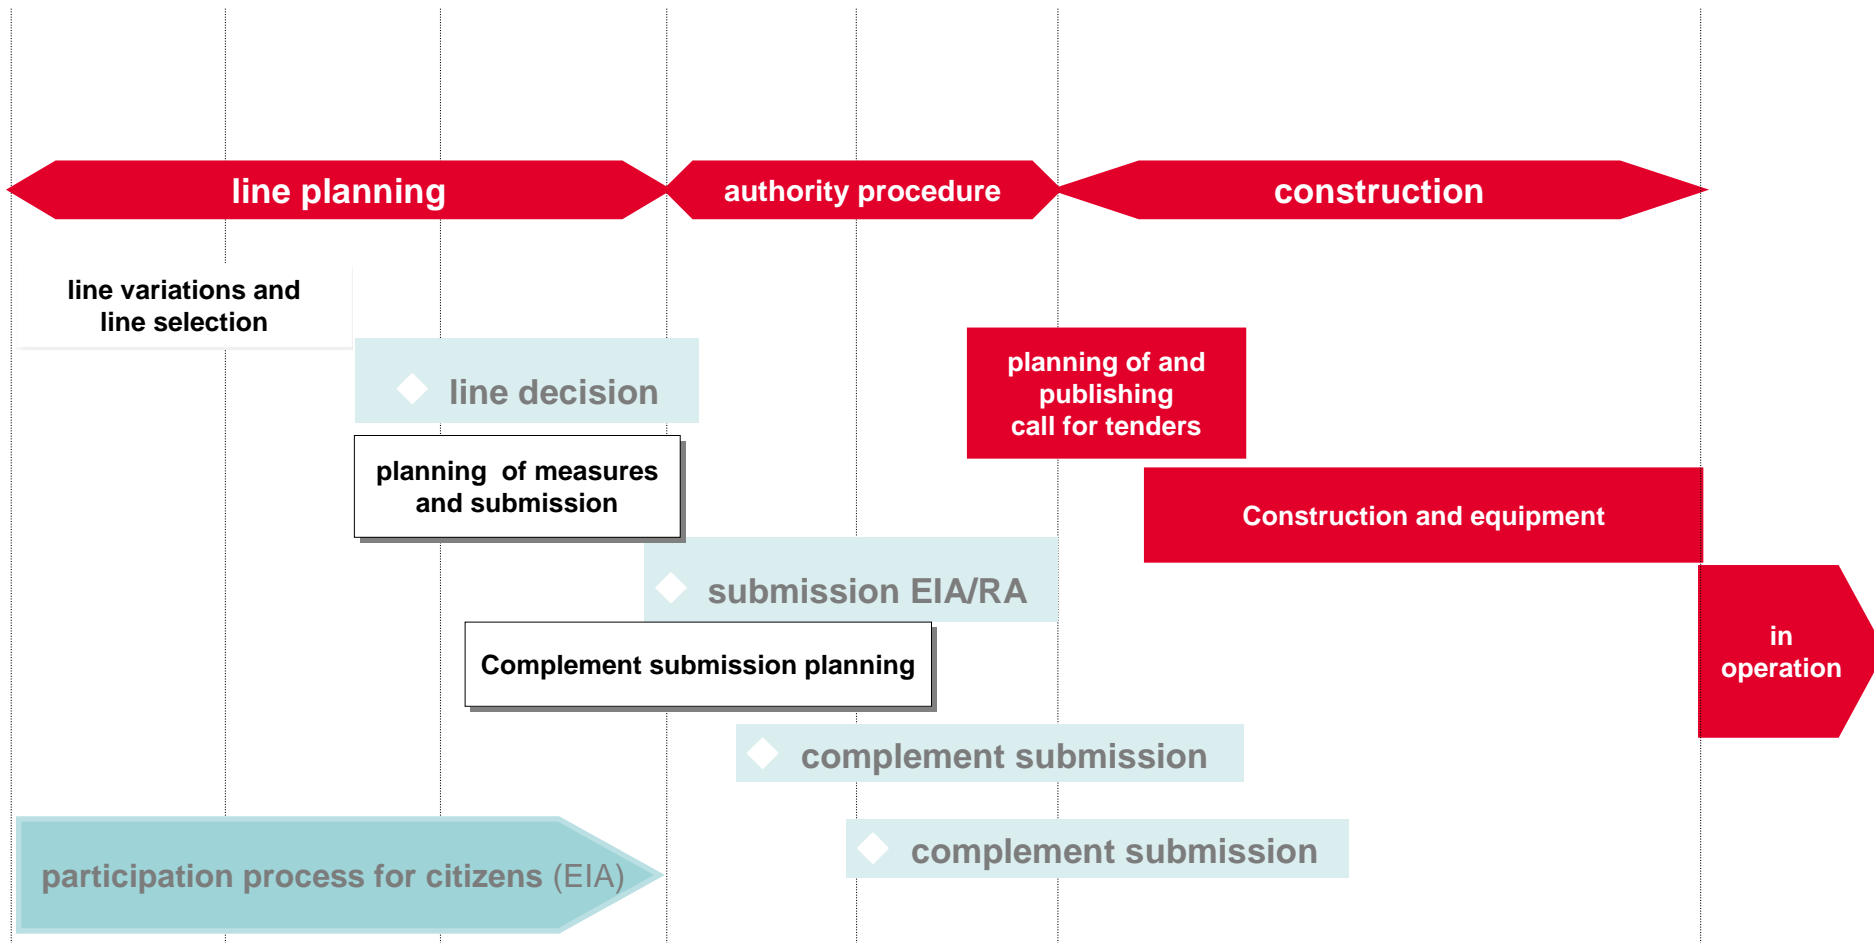 line planning
authority procedure
construction
line variations and
line selection
line decision
planning of and
publishing
call for tenders
planning of measures
and submission
Construction and equipment
submission EIA/RA
Complement submission planning
in
operation
complement submission
complement submission
participation process for citizens (EIA)